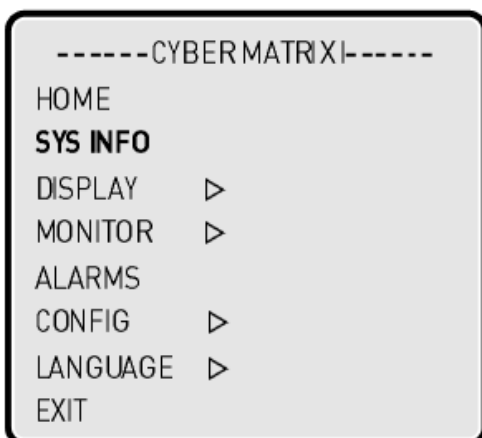 ------CYBERMATRIXI------
HOME
SYS INFO
DISPLAY ▷
MONITOR ▷
ALARMS
CONFIG ▷
LANGUAGE ▷
EXIT